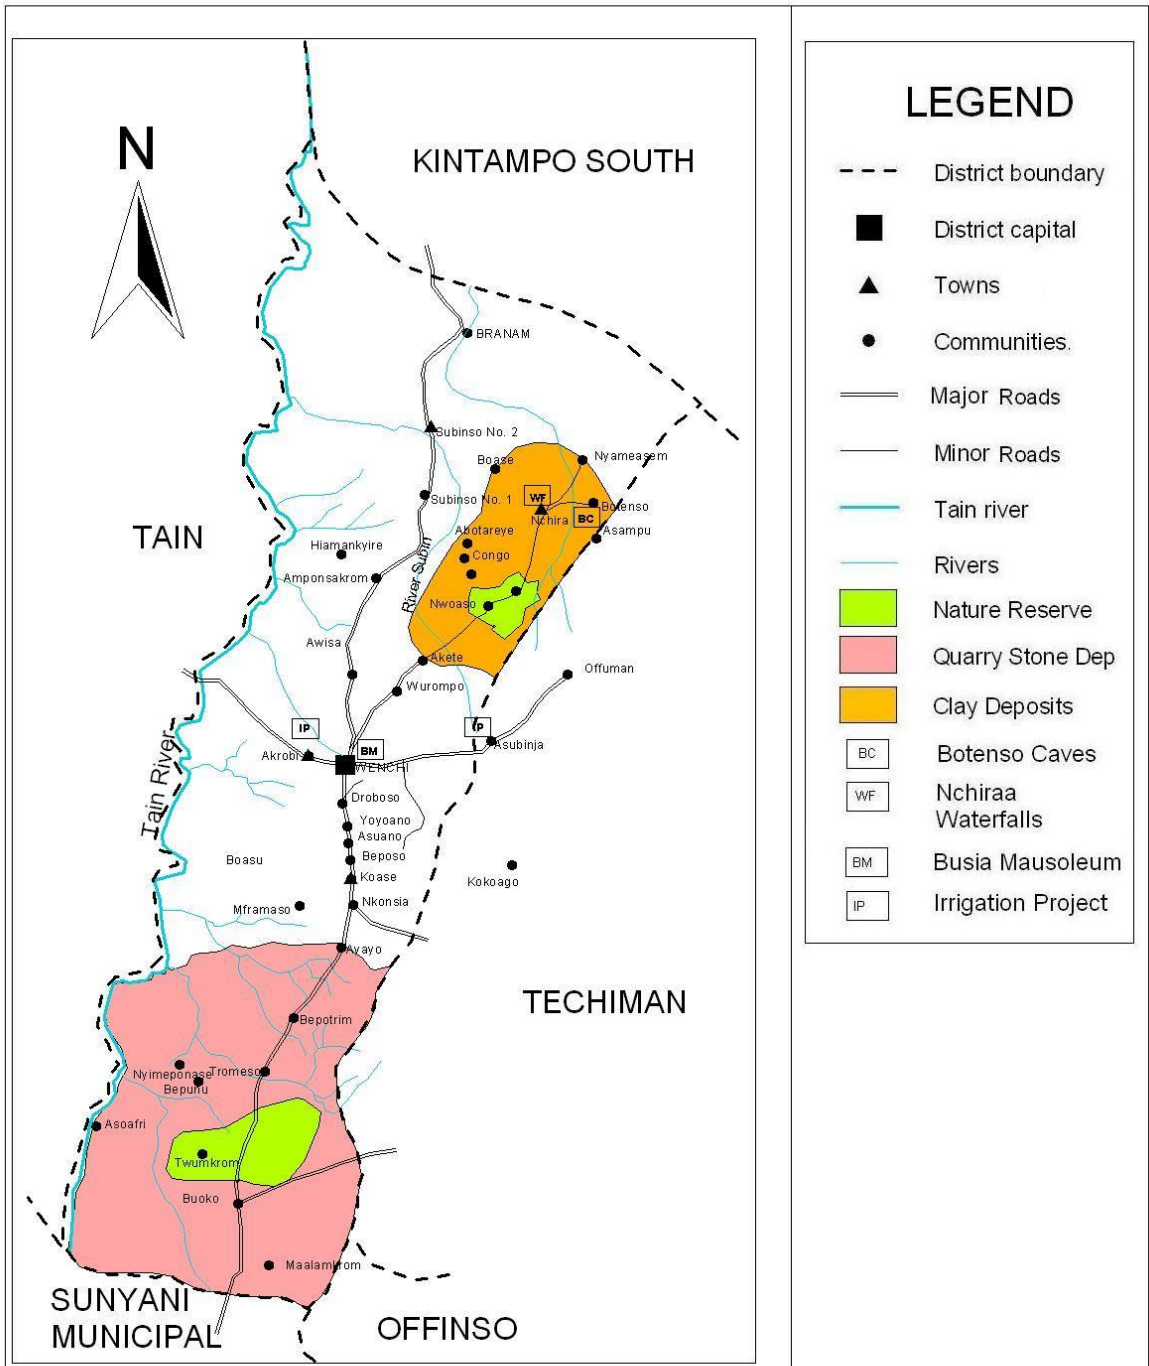 N
KINTAMPO SOUTH
BRANAM
Subinso No. 2
Boase
Nyameasem
Subinso No. 1
WF
Botenso
Nchira
BC
TAIN
Abotareye
Asampu
Hiamankyire
Congo
Amponsakrom
River Subin
Nwoaso
Awisa
Akete
Offuman
Wurompo
IP
IP
Akrobi
BM
Asubinja
WENCHI
Tain River
Droboso
Yoyoano
Asuano
Boasu
Beposo
Koase
Kokoago
Mframaso
Nkonsia
Ayayo
TECHIMAN
Bepotrim
Nyimeponase
Tromeso
Bepunu
Asoafri
Twumkrom
Buoko
Maalamkrom
SUNYANI
MUNICIPAL
OFFINSO
LEGEND
District boundary
District capital
Towns
Communities.
Major Roads
Minor Roads
Tain river
Rivers
Nature Reserve
Quarry Stone Dep
Clay Deposits
BC
Botenso Caves
WF
Nchiraa
Waterfalls
BM
Busia Mausoleum
IP
Irrigation Project